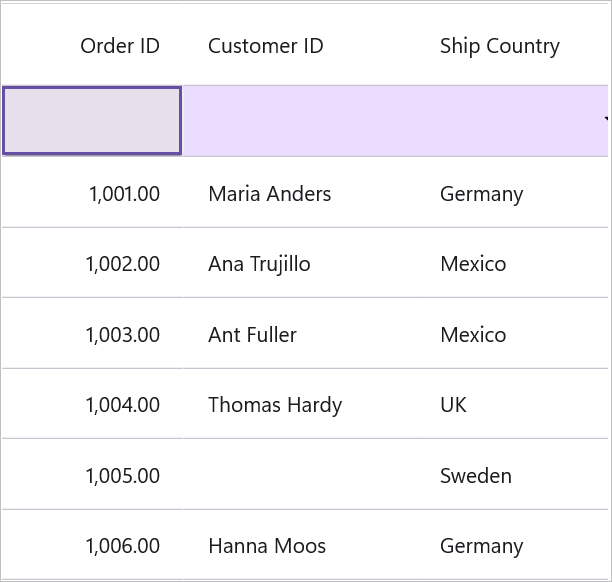 Order ID Customer ID Ship Country
1,001.00 Maria Anders Germany
1,002.00 Ana Trujillo Mexico
1,003.00 Ant Fuller Mexico
1,004.00 Thomas Hardy UK
1,005.00 Sweden
1,006.00 Hanna Moos Germany